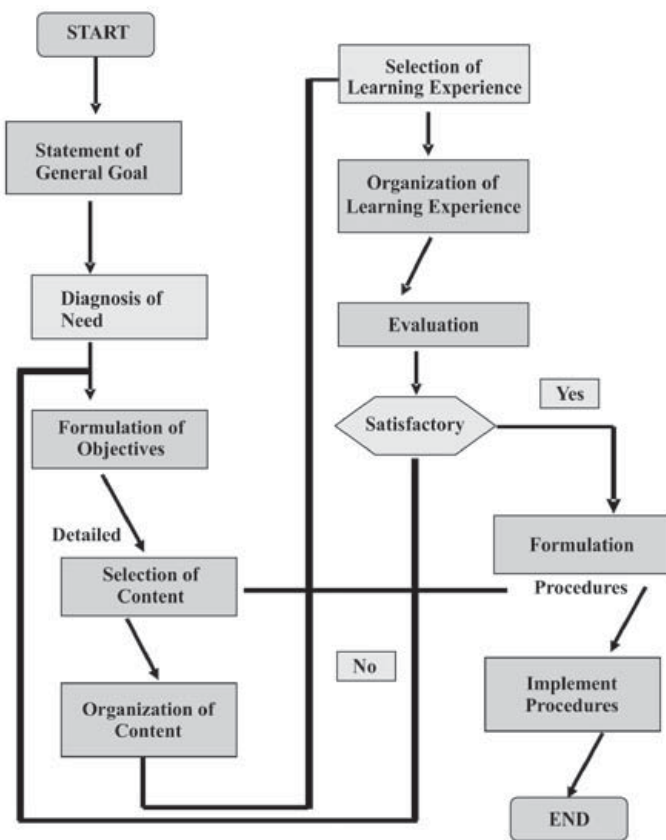 START
Statement of
General Goal
Diagnosis of
Need
Formulation of
Objectives
Detailed
Selection of
Content
Organization of
Content
Selection of
Learning Experience
Organization of
Learning Experience
Evaluation
Satisfactory
Yes
No
Formulation
Procedures
Implement
Procedures
END